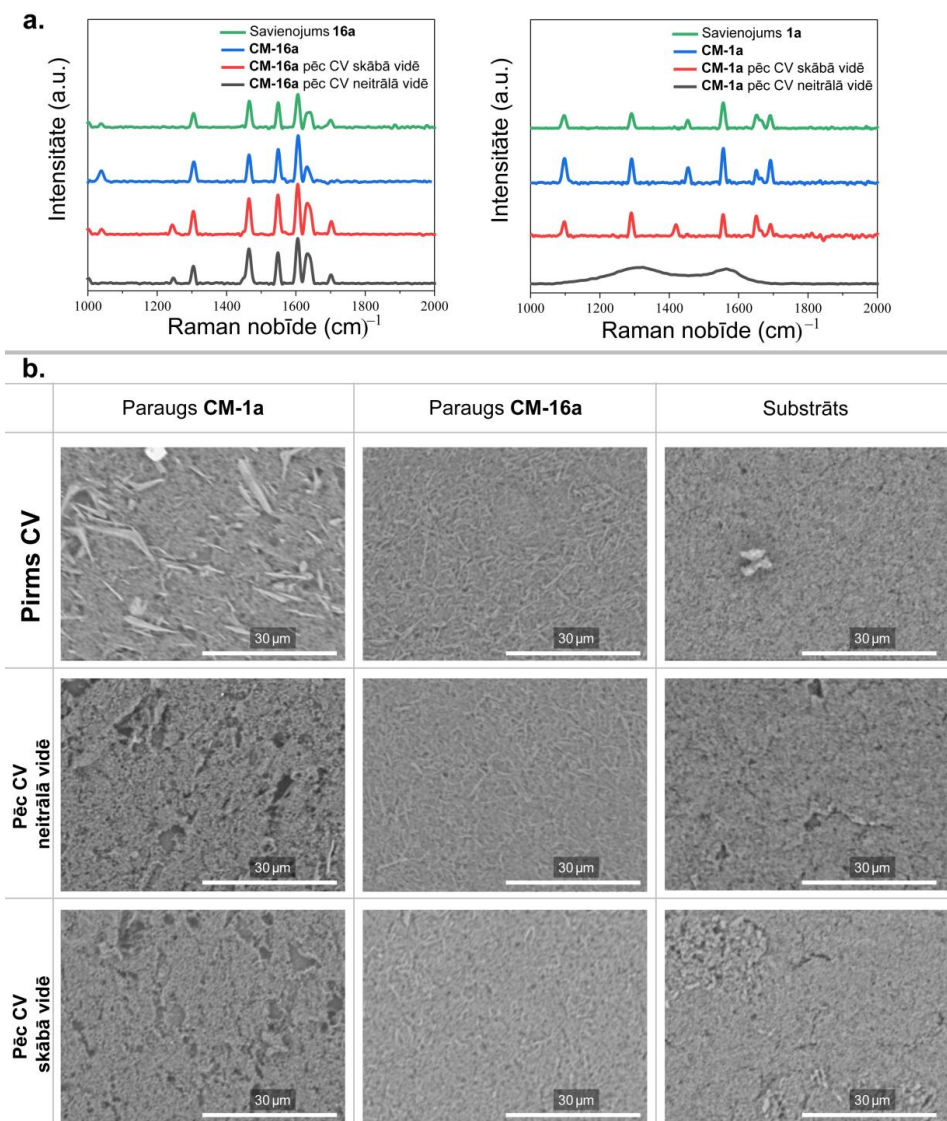 a.
Savienojums 16a
CM-16a
CM-16a pēc CV skābā vidē
CM-16a pēc CV neitrālā vidē
Intensitāte (a.u.)
1000 1200 1400 1600 1800 2000
Raman nobīde (cm)⁻¹
Savienojums 1a
CM-1a
CM-1a pēc CV skābā vidē
CM-1a pēc CV neitrālā vidē
Intensitāte (a.u.)
1000 1200 1400 1600 1800 2000
Raman nobīde (cm)⁻¹
b.
Paraugs CM-1a
Paraugs CM-16a
Substrāts
Pirms CV
30 µm
30 µm
30 µm
Pēc CV
neitrālā vidē
30 µm
30 µm
30 µm
Pēc CV
skābā vidē
30 µm
30 µm
30 µm